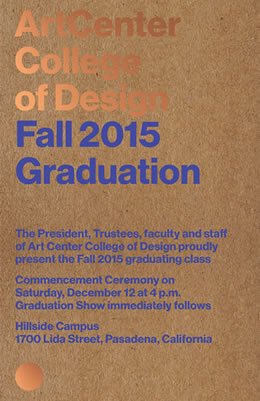 ArtCenter
College
of Design
Fall 2015
Graduation
The President, Trustees, faculty and staff
of Art Center College of Design proudly
present the Fall 2015 graduating class
Commencement Ceremony on
Saturday, December 12 at 4 p.m.
Graduation Show immediately follows
Hillside Campus
1700 Lida Street, Pasadena, California